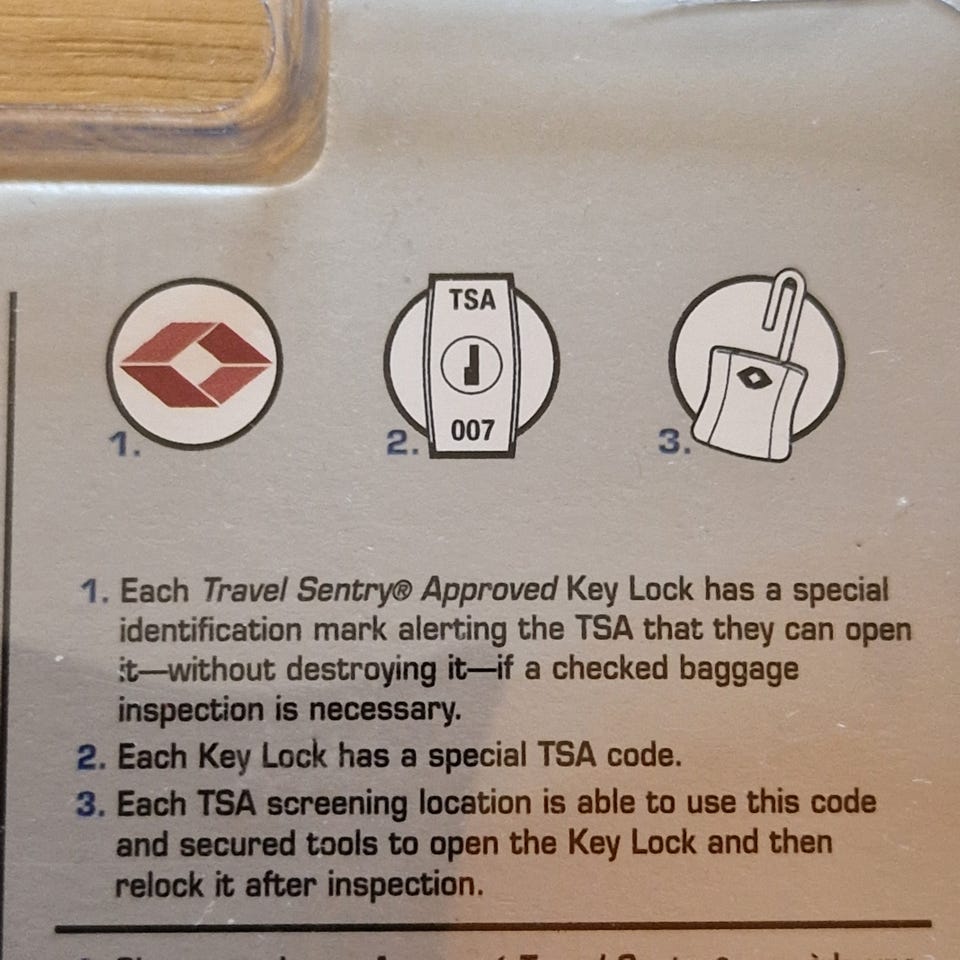 TSA
007
1.
2.
3.
1. Each Travel Sentry® Approved Key Lock has a special
identification mark alerting the TSA that they can open
it—without destroying it—if a checked baggage
inspection is necessary.
2. Each Key Lock has a special TSA code.
3. Each TSA screening location is able to use this code
and secured tools to open the Key Lock and then
relock it after inspection.